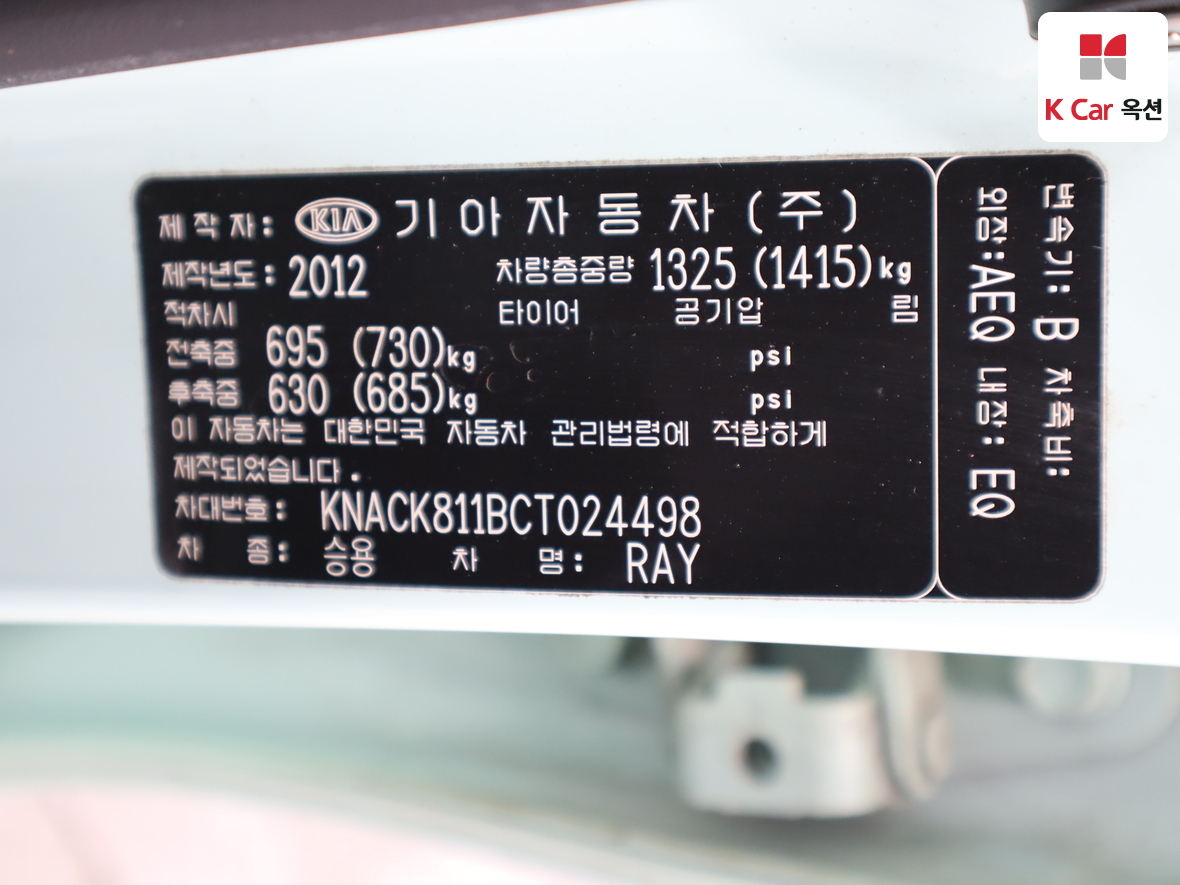 K Car 옥션
제 작 자 : KIA 기 아 자 동 차 ( 주 )
제작년도 : 2012 차량총중량 1325 (1415)kg
적차시 타이어 공기압 림
전축중 695 (730)kg psi
후축중 630 (685)kg psi
이 자동차는 대한민국 자동차 관리법령에 적합하게
제작되었습니다 .
차대번호 : KNACK811BCT024498
차 종 : 승용 차 명 : RAY
변속기: B 차축비:
외장:AEQ 내장: EQ